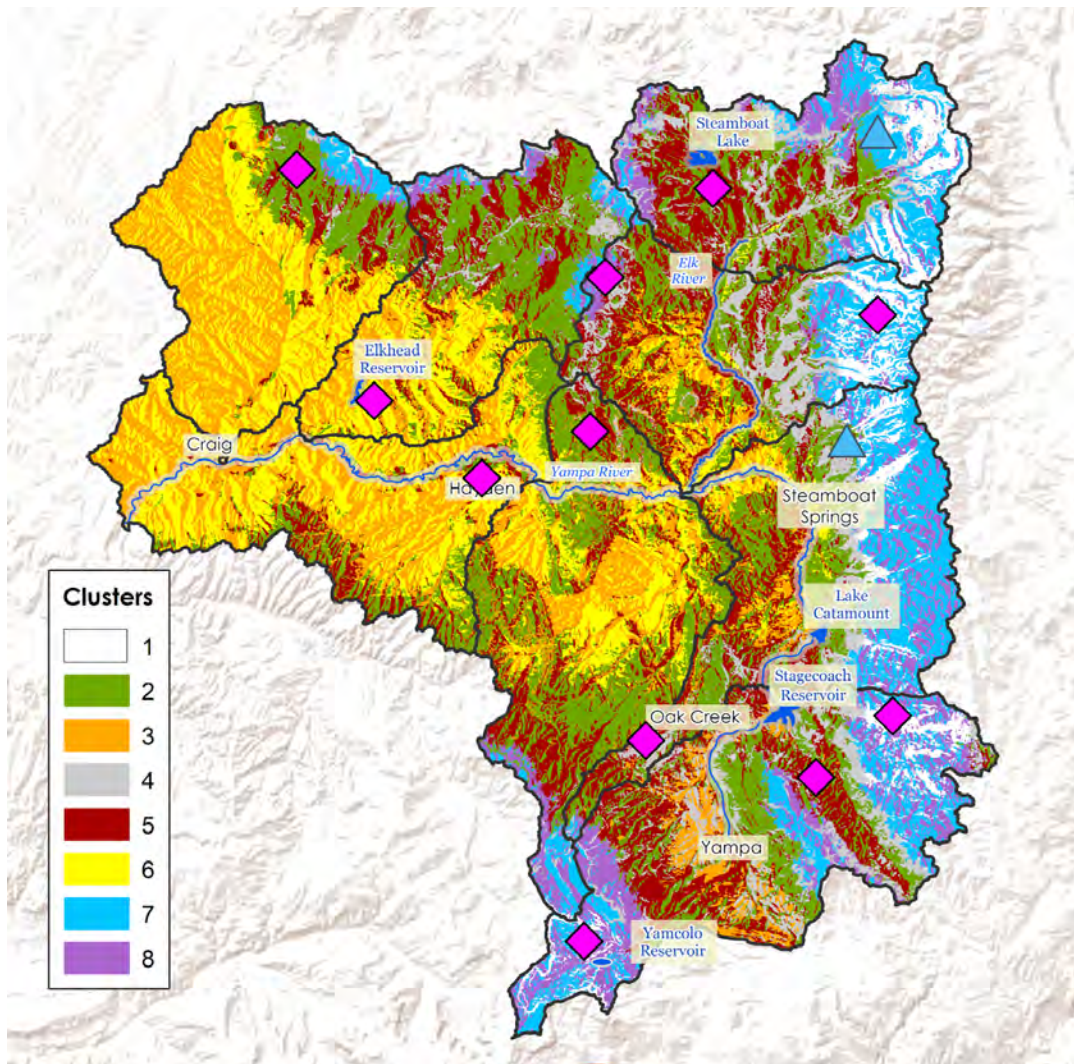 Steamboat
Lake
Elk
River
Elkhead
Reservoir
Craig
Hayden
Yampa River
Steamboat
Springs
Lake
Catamount
Stagecoach
Reservoir
Oak Creek
Yampa
Yamcolo
Reservoir
Clusters
1
2
3
4
5
6
7
8